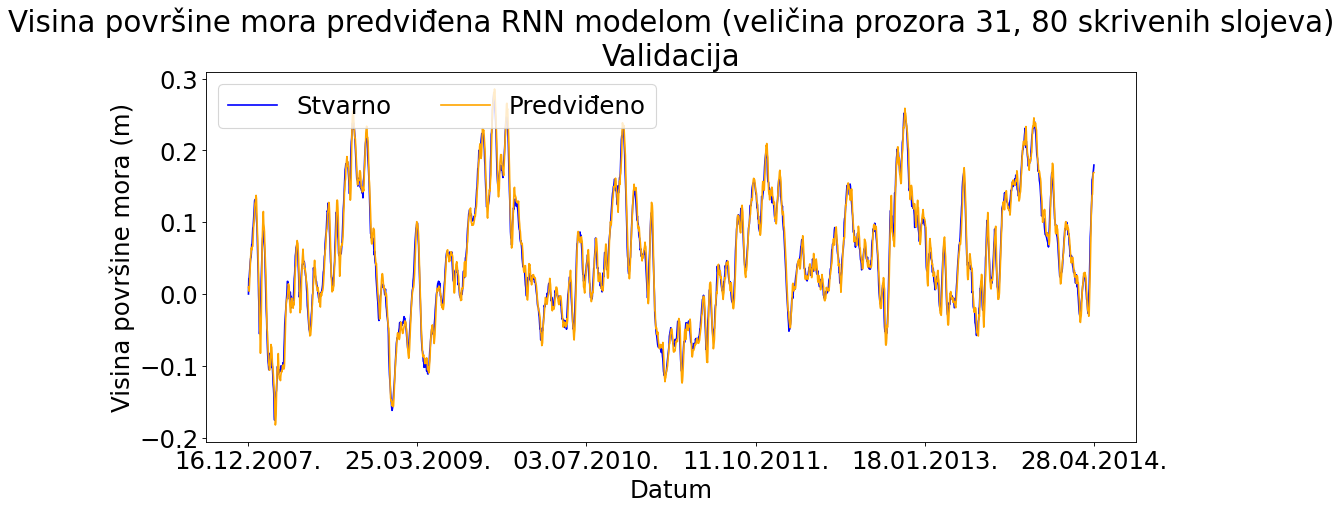 Visina površine mora predviđena RNN modelom (veličina prozora 31, 80 skrivenih slojeva)
Validacija
Stvarno
Predviđeno
Visina površine mora (m)
0.3
0.2
0.1
0.0
−0.1
−0.2
16.12.2007.
25.03.2009.
03.07.2010.
11.10.2011.
18.01.2013.
28.04.2014.
Datum